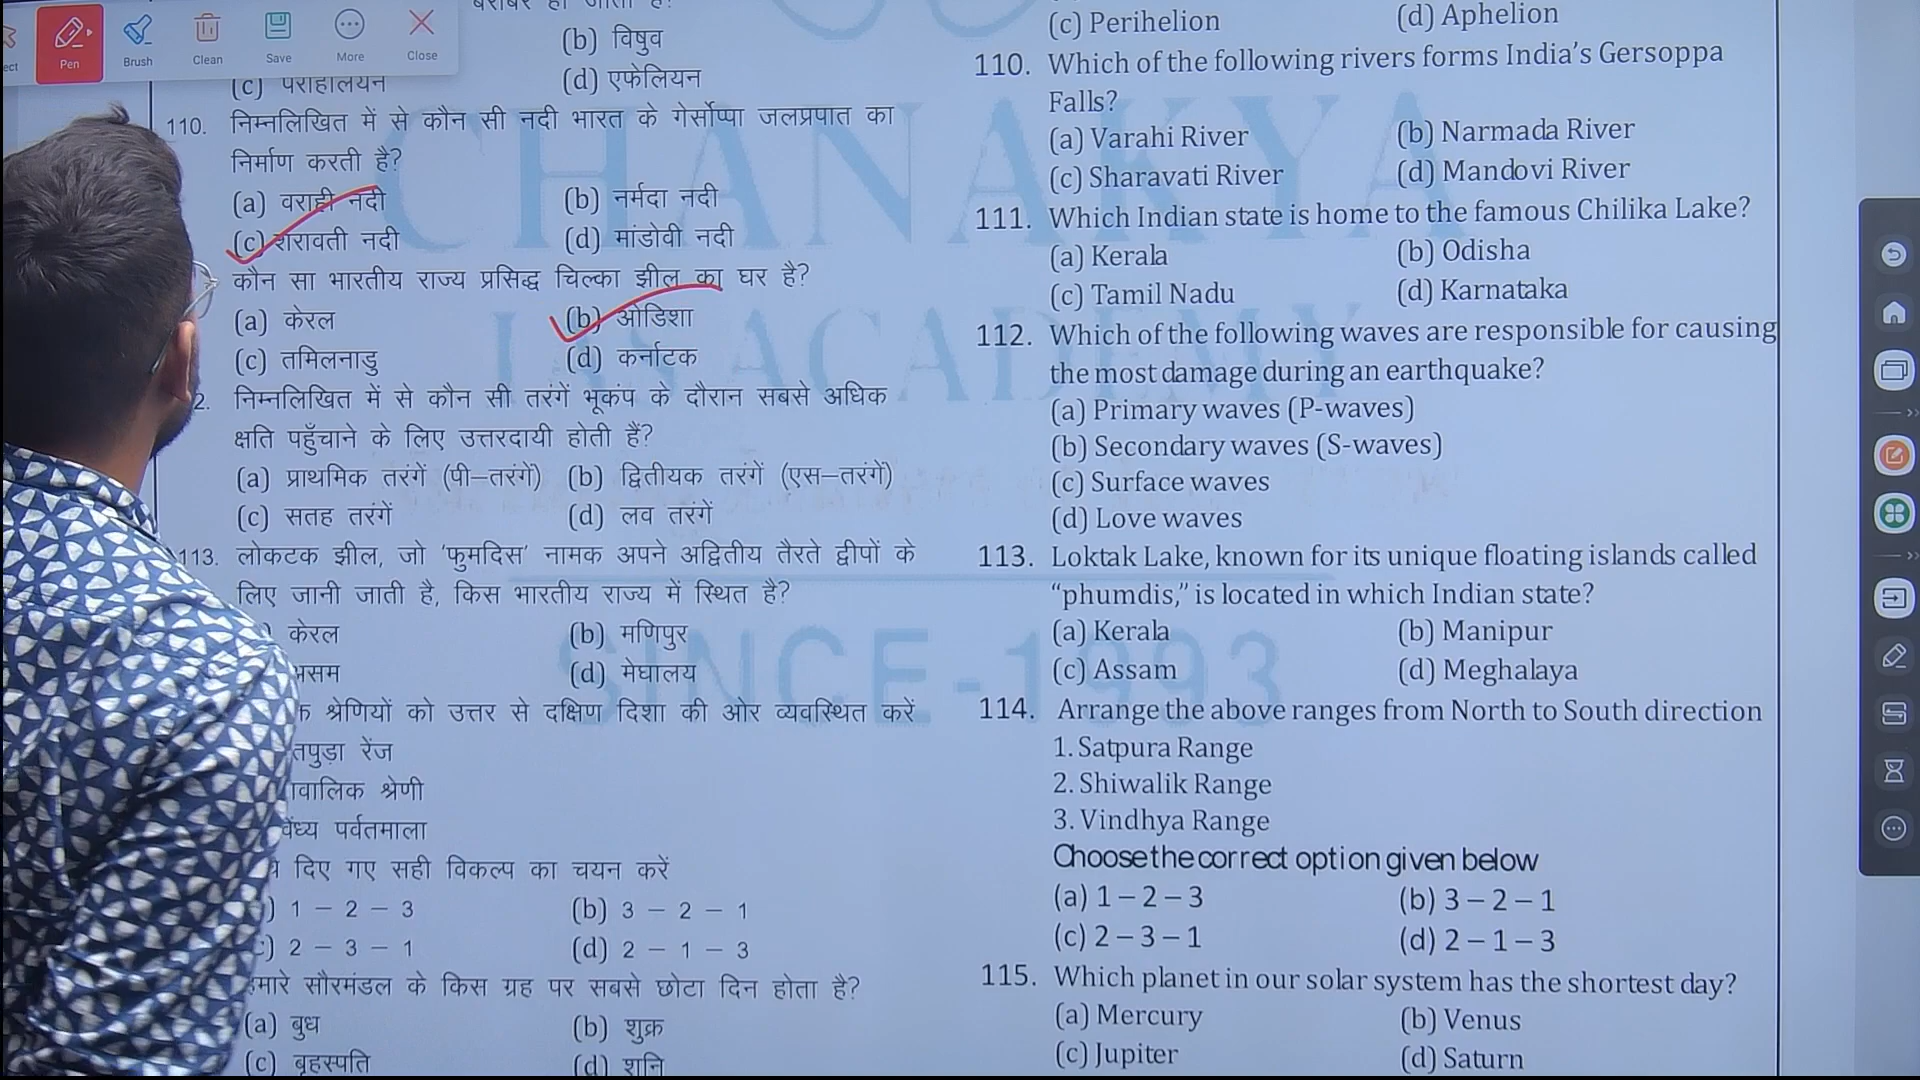 Pen
Brush
Clean
Save
More
Close
(b) विषुव
(d) एफेलियन
110. निम्नलिखित में से कौन सी नदी भारत के गेर्सोप्पा जलप्रपात का
निर्माण करती है?
(a) वराही नदी (b) नर्मदा नदी
(c) शरावती नदी (d) मांडोवी नदी
कौन सा भारतीय राज्य प्रसिद्ध चिल्का झील का घर है?
(a) केरल (b) ओडिशा
(c) तमिलनाडु (d) कर्नाटक
2. निम्नलिखित में से कौन सी तरंगें भूकंप के दौरान सबसे अधिक
क्षति पहुँचाने के लिए उत्तरदायी होती हैं?
(a) प्राथमिक तरंगें (पी–तरंगें) (b) द्वितीयक तरंगें (एस–तरंगें)
(c) सतह तरंगें (d) लव तरंगें
113. लोकटक झील, जो ‘फुमदिस’ नामक अपने अद्वितीय तैरते द्वीपों के
लिए जानी जाती है, किस भारतीय राज्य में स्थित है?
केरल (b) मणिपुर
(d) मेघालय
श्रेणियों को उत्तर से दक्षिण दिशा की ओर व्यवस्थित करें
रेंज
श्रेणी
पर्वतमाला
दिए गए सही विकल्प का चयन करें
1 – 2 – 3 (b) 3 – 2 – 1
2 – 3 – 1 (d) 2 – 1 – 3
सौरमंडल के किस ग्रह पर सबसे छोटा दिन होता है?
(a) बुध (b) शुक्र
(c) बृहस्पति (d) शनि
(c) Perihelion (d) Aphelion
110. Which of the following rivers forms India’s Gersoppa
Falls?
(a) Varahi River (b) Narmada River
(c) Sharavati River (d) Mandovi River
111. Which Indian state is home to the famous Chilika Lake?
(a) Kerala (b) Odisha
(c) Tamil Nadu (d) Karnataka
112. Which of the following waves are responsible for causing
the most damage during an earthquake?
(a) Primary waves (P-waves)
(b) Secondary waves (S-waves)
(c) Surface waves
(d) Love waves
113. Loktak Lake, known for its unique floating islands called
“phumdis,” is located in which Indian state?
(a) Kerala (b) Manipur
(c) Assam (d) Meghalaya
114. Arrange the above ranges from North to South direction
1. Satpura Range
2. Shiwalik Range
3. Vindhya Range
Choose the correct option given below
(a) 1 – 2 – 3 (b) 3 – 2 – 1
(c) 2 – 3 – 1 (d) 2 – 1 – 3
115. Which planet in our solar system has the shortest day?
(a) Mercury (b) Venus
(c) Jupiter (d) Saturn
CHANAKYA
IAS ACADEMY
SINCE-1993